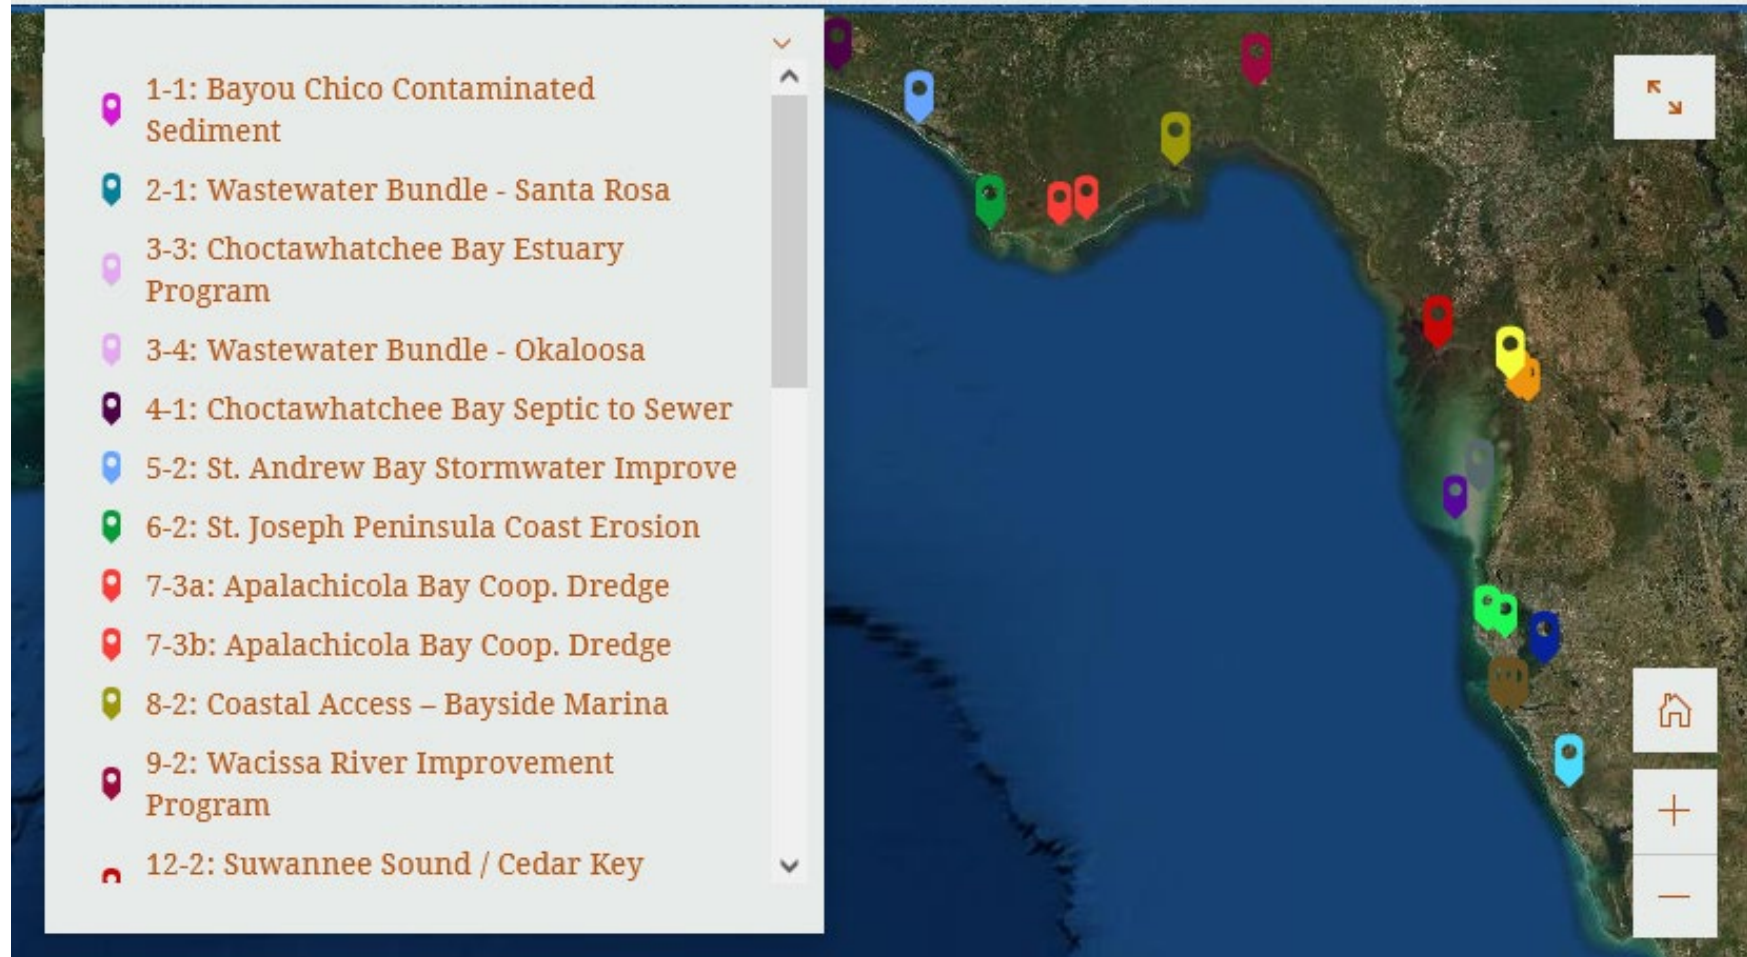 1-1: Bayou Chico Contaminated
Sediment
2-1: Wastewater Bundle - Santa Rosa
3-3: Choctawhatchee Bay Estuary
Program
3-4: Wastewater Bundle - Okaloosa
4-1: Choctawhatchee Bay Septic to Sewer
5-2: St. Andrew Bay Stormwater Improve
6-2: St. Joseph Peninsula Coast Erosion
7-3a: Apalachicola Bay Coop. Dredge
7-3b: Apalachicola Bay Coop. Dredge
8-2: Coastal Access – Bayside Marina
9-2: Wacissa River Improvement
Program
12-2: Suwannee Sound / Cedar Key